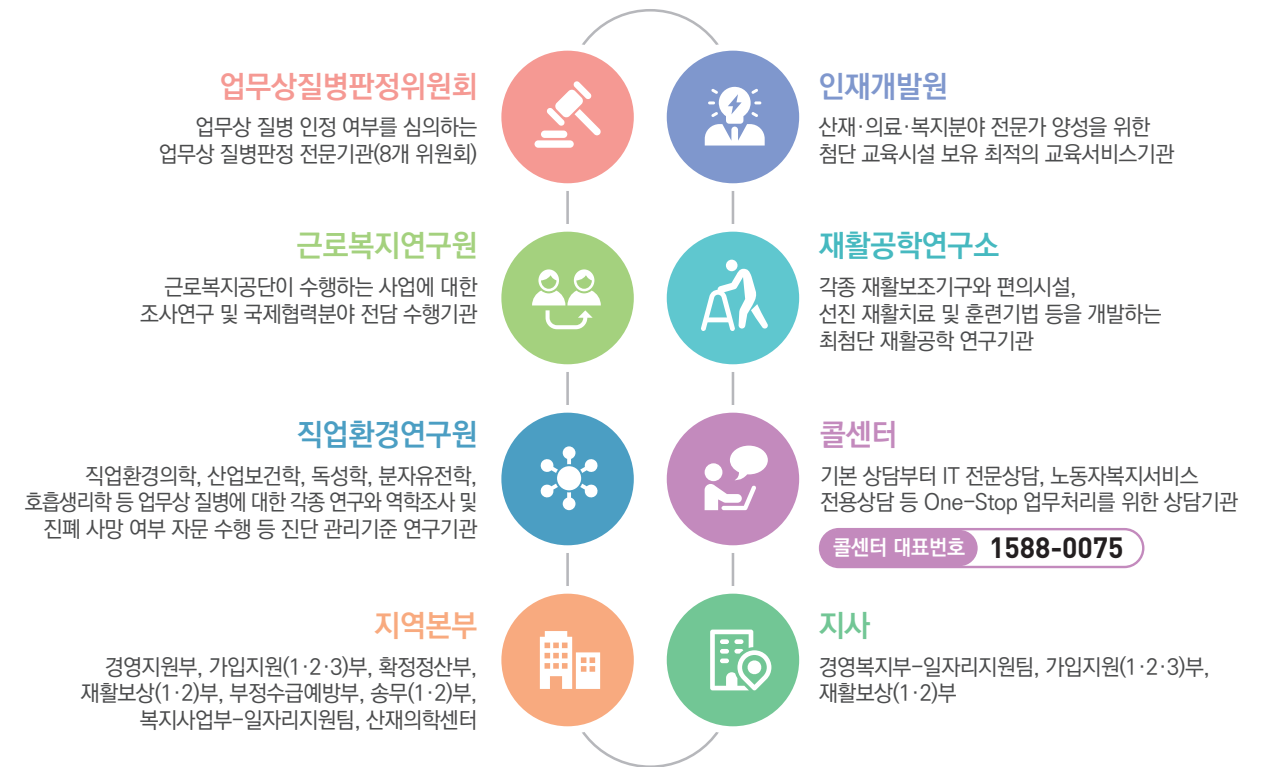 업무상질병판정위원회
업무상 질병 인정 여부를 심의하는
업무상 질병판정 전문기관(8개 위원회)
인재개발원
산재·의료·복지분야 전문가 양성을 위한
첨단 교육시설 보유 최적의 교육서비스기관
근로복지연구원
근로복지공단이 수행하는 사업에 대한
조사연구 및 국제협력분야 전담 수행기관
재활공학연구소
각종 재활보조기구와 편의시설,
선진 재활치료 및 훈련기법 등을 개발하는
최첨단 재활공학 연구기관
직업환경연구원
직업환경의학, 산업보건학, 독성학, 분자유전학,
호흡생리학 등 업무상 질병에 대한 각종 연구와 역학조사 및
진폐 사망 여부 자문 수행 등 진단 관리기준 연구기관
콜센터
기본 상담부터 IT 전문상담, 노동자복지서비스
전용상담 등 One-Stop 업무처리를 위한 상담기관
콜센터 대표번호 1588-0075
지역본부
경영지원부, 가입지원(1·2·3)부, 확정정산부,
재활보상(1·2)부, 부정수급예방부, 송무(1·2)부,
복지사업부-일자리지원팀, 산재의학센터
지사
경영복지부-일자리지원팀, 가입지원(1·2·3)부,
재활보상(1·2)부